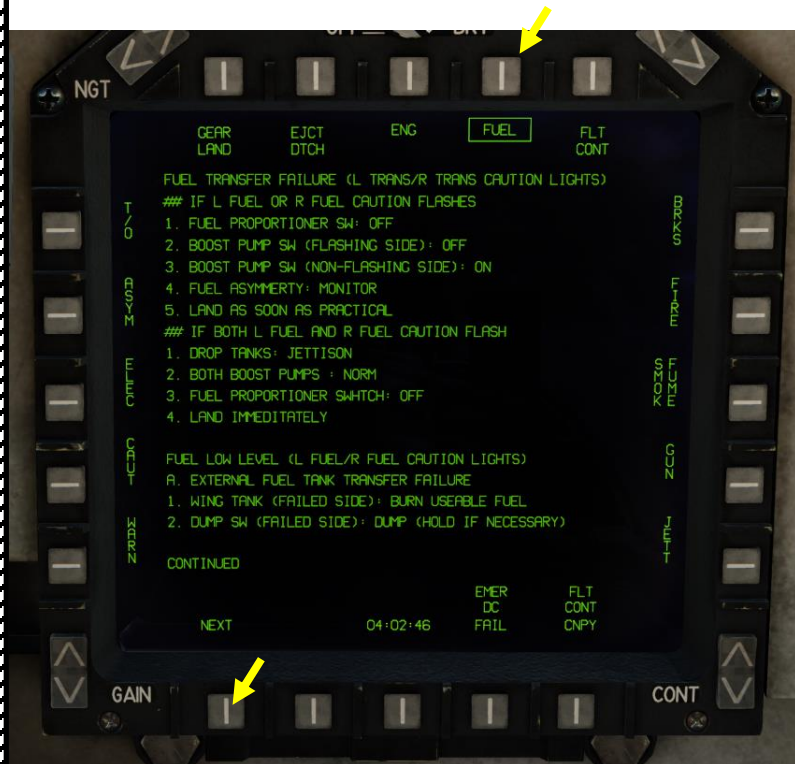 OFF DRY
NGT
GEAR LAND
EJCT DTCH
ENG
FUEL
FLT CONT
FUEL TRANSFER FAILURE (L TRANS/R TRANS CAUTION LIGHTS)
## IF L FUEL OR R FUEL CAUTION FLASHES
1. FUEL PROPORTIONER SW: OFF
2. BOOST PUMP SW (FLASHING SIDE): OFF
3. BOOST PUMP SW (NON-FLASHING SIDE): ON
4. FUEL ASYMMERTY: MONITOR
5. LAND AS SOON AS PRACTICAL
## IF BOTH L FUEL AND R FUEL CAUTION FLASH
1. DROP TANKS: JETTISON
2. BOTH BOOST PUMPS : NORM
3. FUEL PROPORTIONER SWHTCH: OFF
4. LAND IMMEDITATELY
FUEL LOW LEVEL (L FUEL/R FUEL CAUTION LIGHTS)
A. EXTERNAL FUEL TANK TRANSFER FAILURE
1. WING TANK (FAILED SIDE): BURN USEABLE FUEL
2. DUMP SW (FAILED SIDE): DUMP (HOLD IF NECESSARY)
CONTINUED
T/O
ASYM
ELEC
CAUT
WARN
BRKS
FIRE
SMOK FUME
GUN
JETT
NEXT
04:02:46
EMER DC FAIL
FLT CONT CNPY
GAIN
CONT